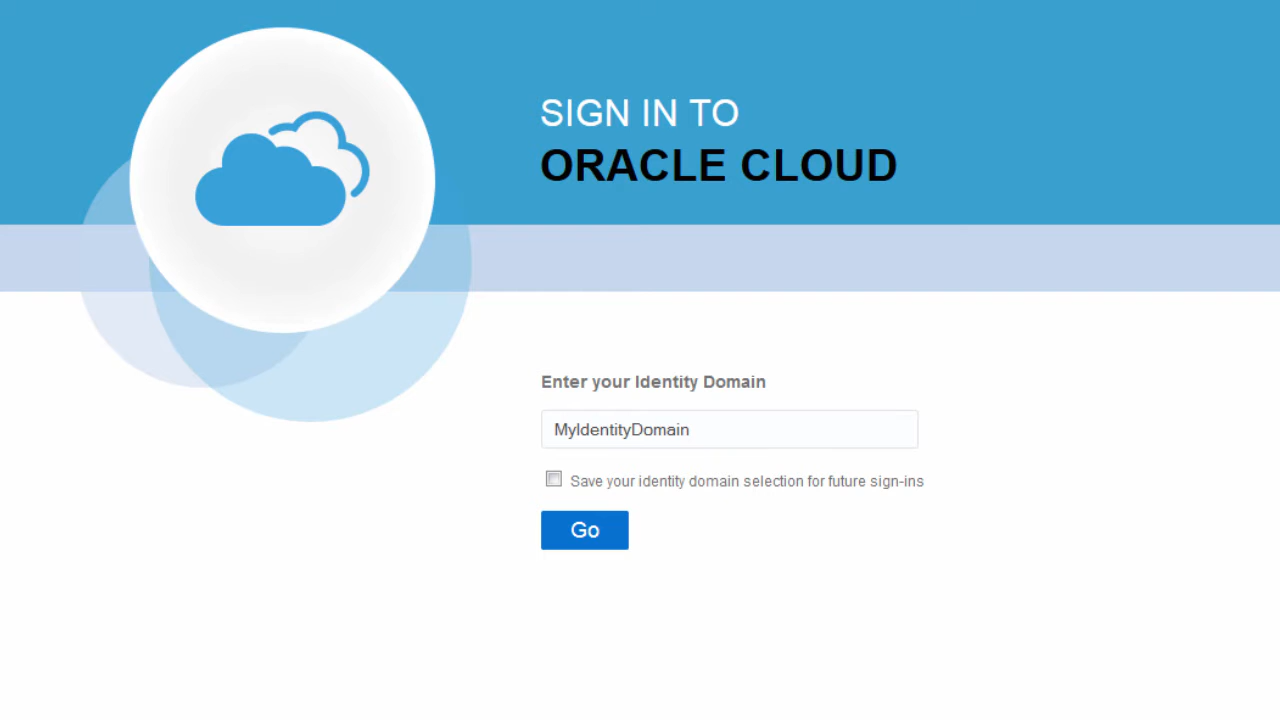 SIGN IN TO
ORACLE CLOUD
Enter your Identity Domain
MyIdentityDomain
Save your identity domain selection for future sign-ins
Go